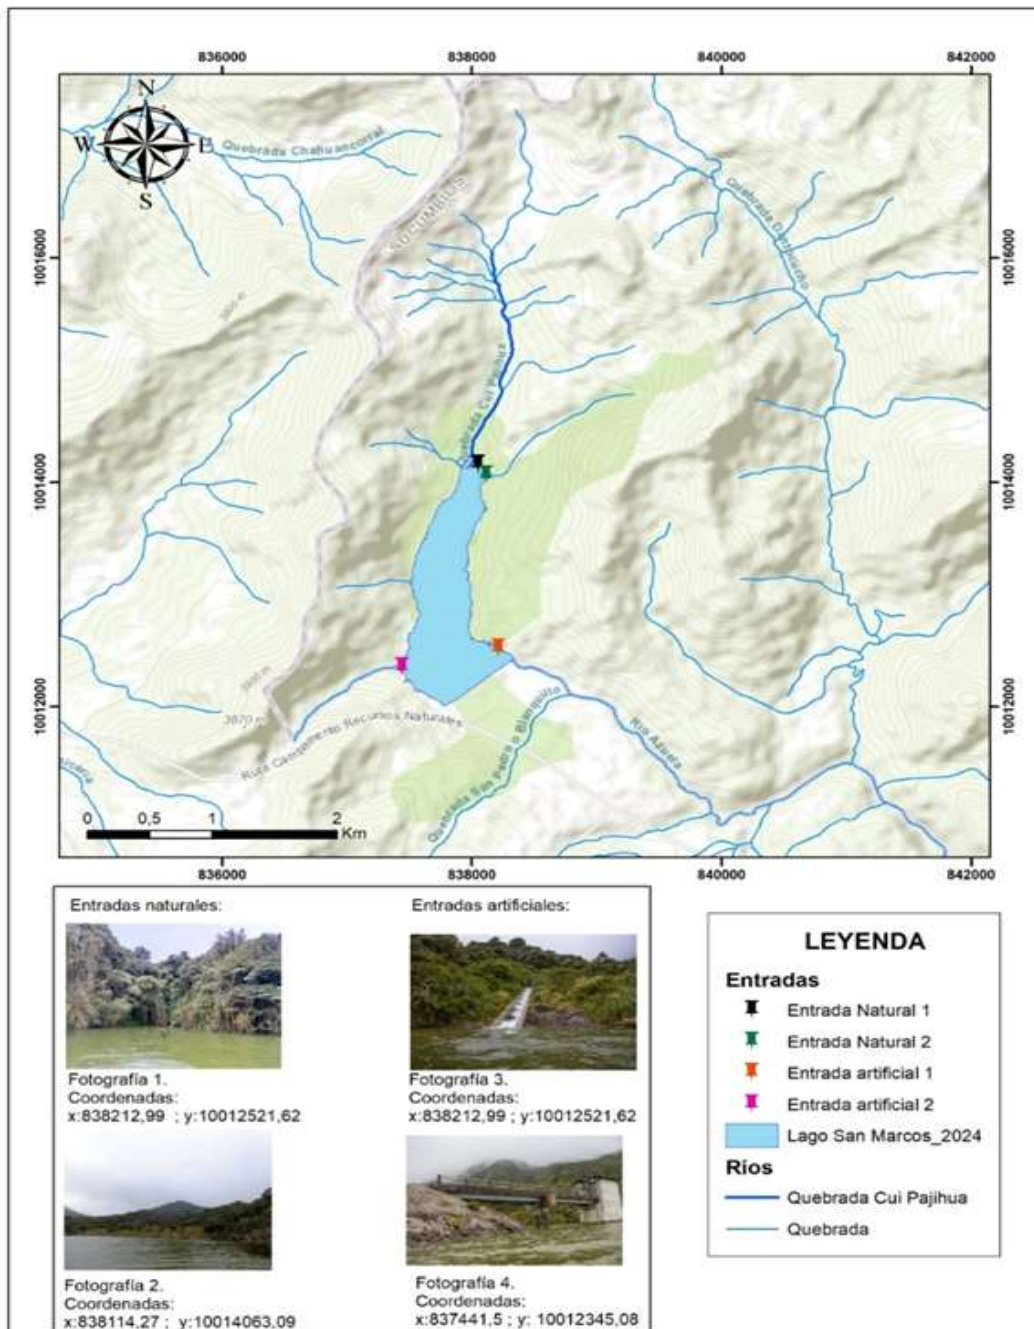 836000 838000 840000 842000
N
W E
S
Quebrada Chahuancorral
SUCUMBIOS
10016000 10016000
Quebrada Cui Pajihua
10014000 10014000
10012000 10012000
3870 m
Ruta Campamento Recursos Naturales
Quebrada San Pedro o Blanquillo
Río Azuela
0 0,5 1 2
Km
836000 838000 840000 842000
Entradas naturales:
Entradas artificiales:
Fotografía 1.
Coordenadas:
x:838212,99 ; y:10012521,62
Fotografía 3.
Coordenadas:
x:838212,99 ; y:10012521,62
Fotografía 2.
Coordenadas:
x:838114,27 ; y:10014063,09
Fotografía 4.
Coordenadas:
x:837441,5 ; y: 10012345,08
LEYENDA
Entradas
Entrada Natural 1
Entrada Natural 2
Entrada artificial 1
Entrada artificial 2
Lago San Marcos_2024
Ríos
Quebrada Cui Pajihua
Quebrada